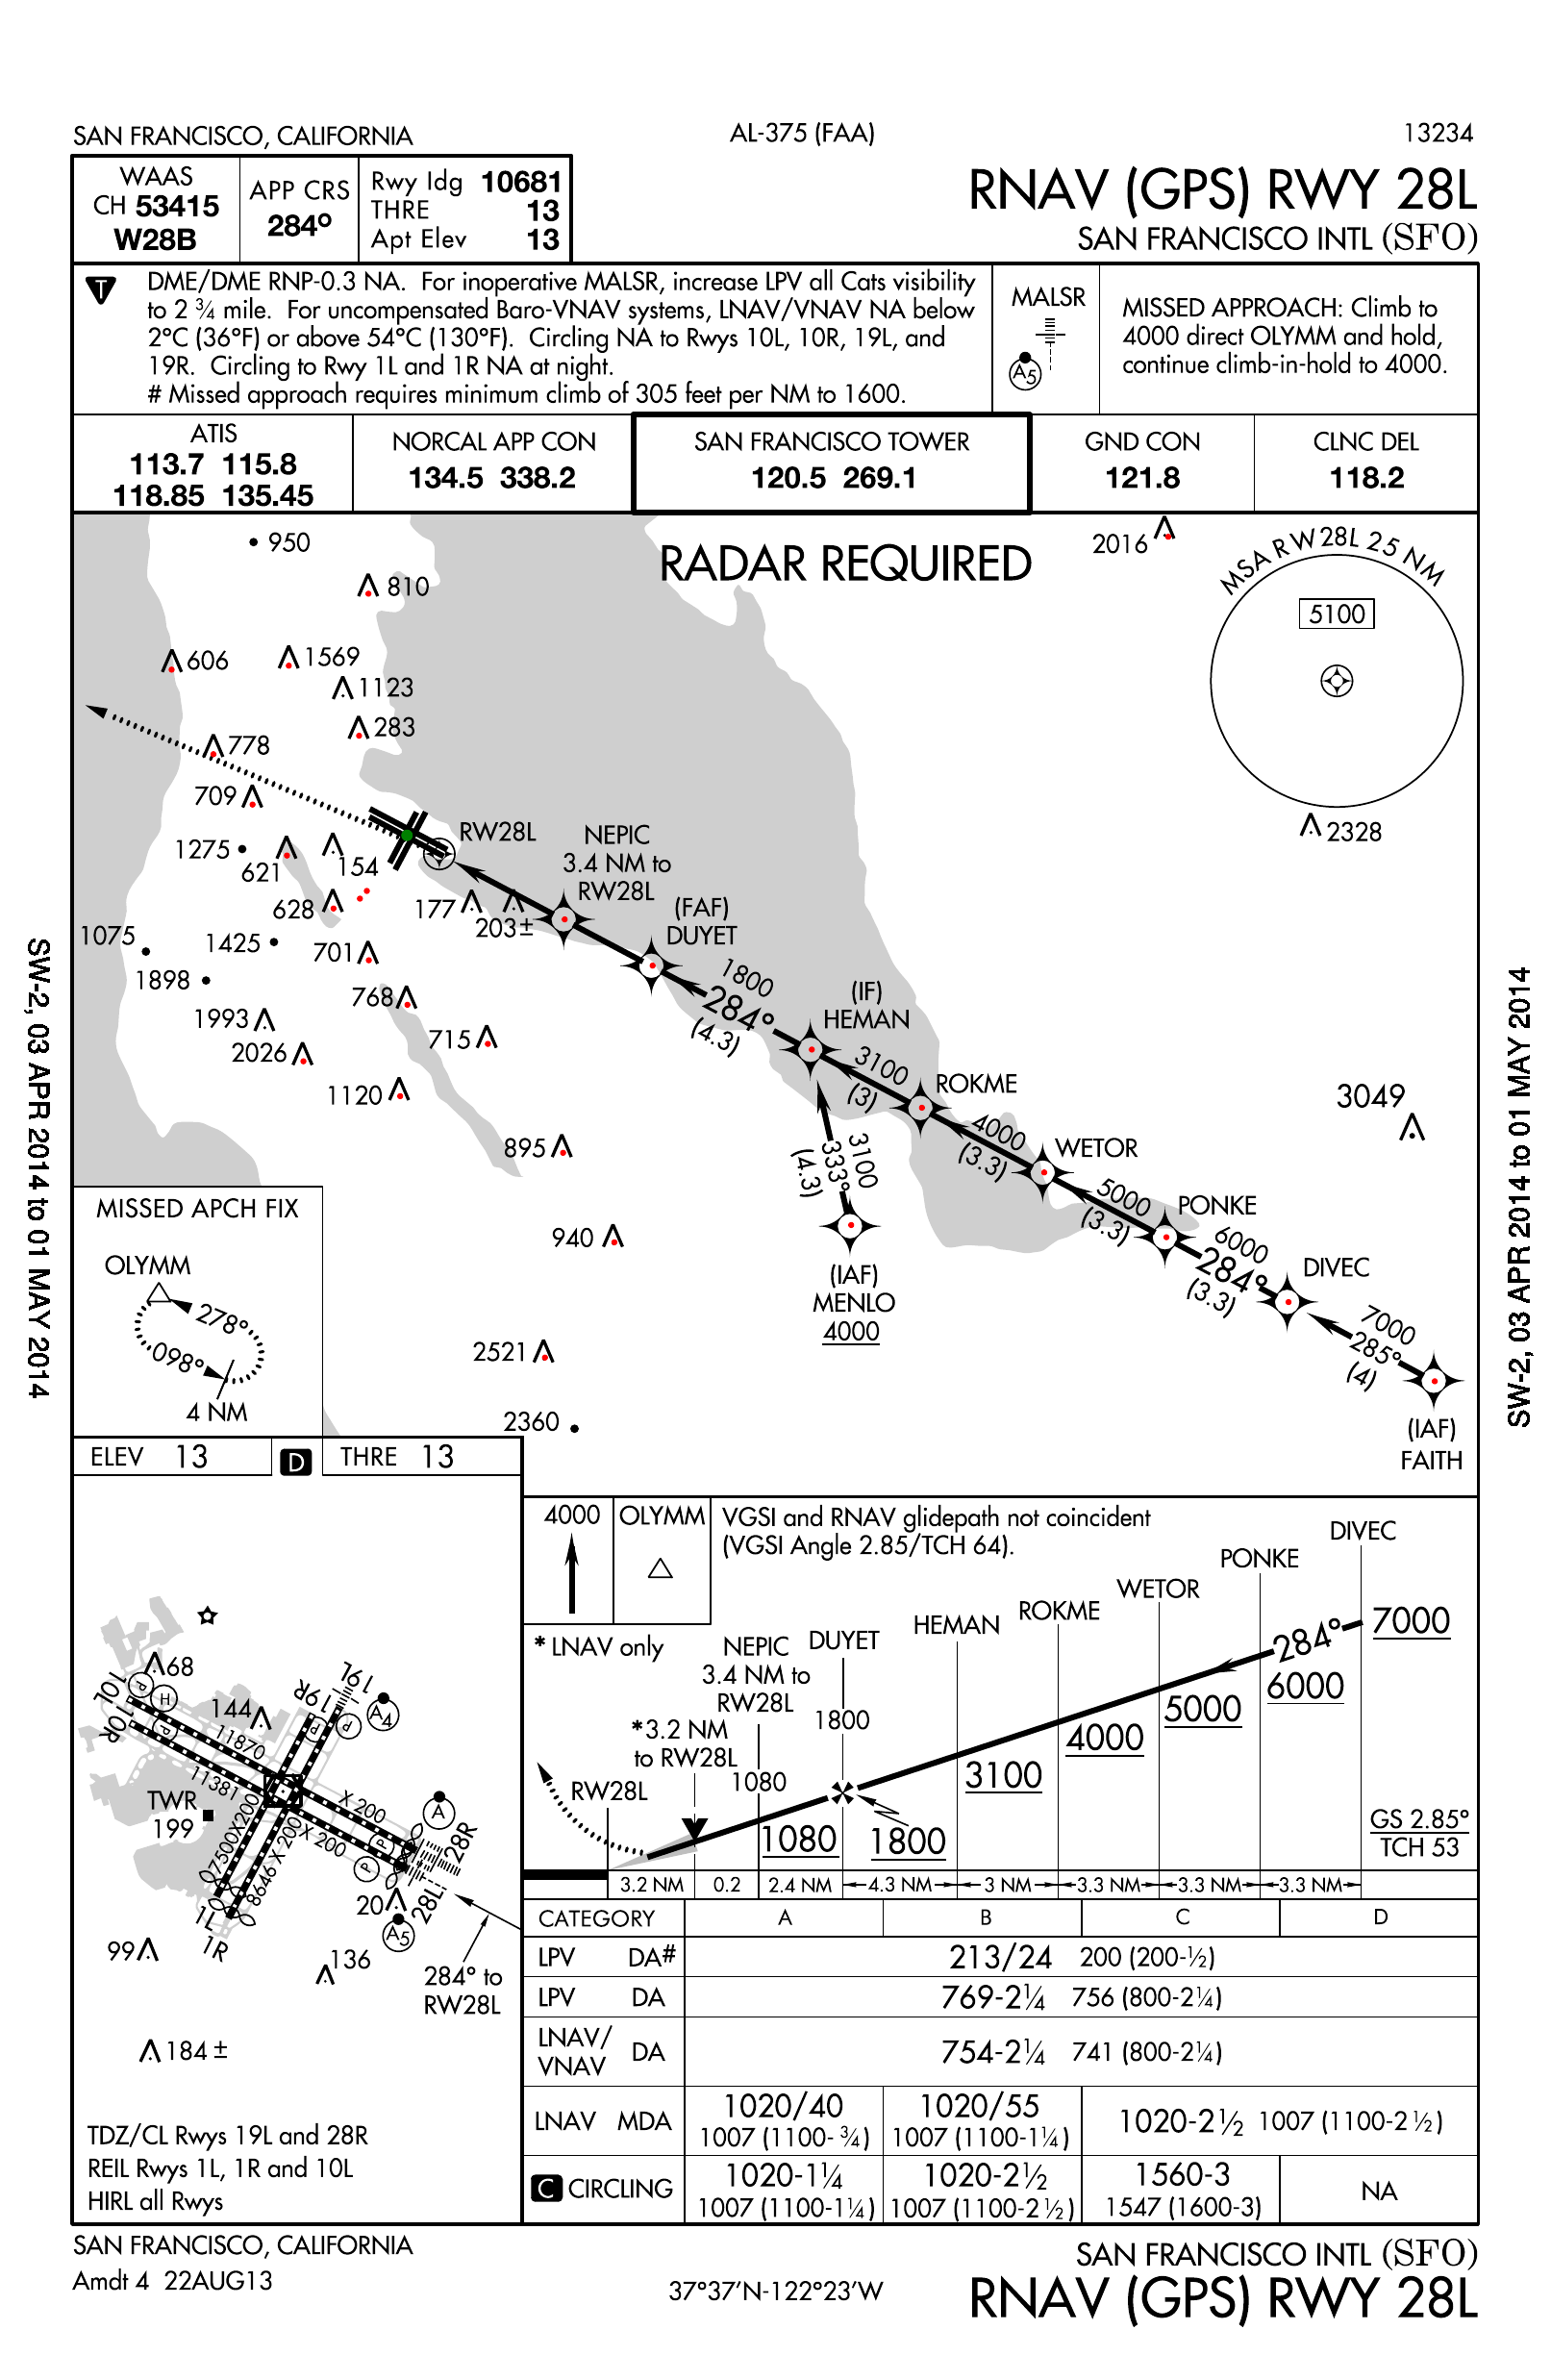 SAN FRANCISCO, CALIFORNIA
AL-375 (FAA)
13234
WAAS
CH 53415
W28B
APP CRS
284°
Rwy ldg 10681
THRE 13
Apt Elev 13
RNAV (GPS) RWY 28L
SAN FRANCISCO INTL (SFO)
T
DME/DME RNP-0.3 NA. For inoperative MALSR, increase LPV all Cats visibility
to 2 ¾ mile. For uncompensated Baro-VNAV systems, LNAV/VNAV NA below
2°C (36°F) or above 54°C (130°F). Circling NA to Rwys 10L, 10R, 19L, and
19R. Circling to Rwy 1L and 1R NA at night.
# Missed approach requires minimum climb of 305 feet per NM to 1600.
MALSR
A5
MISSED APPROACH: Climb to
4000 direct OLYMM and hold,
continue climb-in-hold to 4000.
ATIS
113.7 115.8
118.85 135.45
NORCAL APP CON
134.5 338.2
SAN FRANCISCO TOWER
120.5 269.1
GND CON
121.8
CLNC DEL
118.2
RADAR REQUIRED
950
810
2016
MSA RW28L 25 NM
5100
606
1569
1123
283
778
709
2328
1275
621
154
RW28L
NEPIC
3.4 NM to
RW28L
628
177
203±
(FAF)
DUYET
1075
1425
701
1898
768
1800
284°
(4.3)
(IF)
HEMAN
1993
2026
715
1120
3100
(3)
ROKME
3049
895
3100
333°
(4.3)
4000
(3.3)
WETOR
5000
(3.3)
PONKE
940
(IAF)
MENLO
4000
6000
284°
(3.3)
DIVEC
7000
285°
(4)
(IAF)
FAITH
2521
2360
MISSED APCH FIX
OLYMM
278°
098°
4 NM
SW-2, 03 APR 2014 to 01 MAY 2014
SW-2, 03 APR 2014 to 01 MAY 2014
ELEV 13
D
THRE 13
68
10L
10R
P
H
P
144
11870
11381
19R
19L
P
P
A4
TWR
199
7500X200
8646 X 200
X 200
X 200
A
P
P
28R
28L
20
A5
1L
1R
99
136
284° to
RW28L
184 ±
TDZ/CL Rwys 19L and 28R
REIL Rwys 1L, 1R and 10L
HIRL all Rwys
4000
OLYMM
VGSI and RNAV glidepath not coincident
(VGSI Angle 2.85/TCH 64).
* LNAV only
RW28L
*3.2 NM
to RW28L
NEPIC
3.4 NM to
RW28L
1080
DUYET
1800
HEMAN
ROKME
WETOR
PONKE
DIVEC
284°
7000
6000
5000
4000
3100
1800
1080
GS 2.85°
TCH 53
3.2 NM
0.2
2.4 NM
4.3 NM
3 NM
3.3 NM
3.3 NM
3.3 NM
CATEGORY A B C D
LPV DA# 213/24 200 (200-½)
LPV DA 769-2¼ 756 (800-2¼)
LNAV/
VNAV DA 754-2¼ 741 (800-2¼)
LNAV MDA
1020/40
1007 (1100-¾)
1020/55
1007 (1100-1¼)
1020-2½ 1007 (1100-2½)
C CIRCLING
1020-1¼
1007 (1100-1¼)
1020-2½
1007 (1100-2½)
1560-3
1547 (1600-3)
NA
SAN FRANCISCO, CALIFORNIA
Amdt 4 22AUG13
37°37'N-122°23'W
SAN FRANCISCO INTL (SFO)
RNAV (GPS) RWY 28L